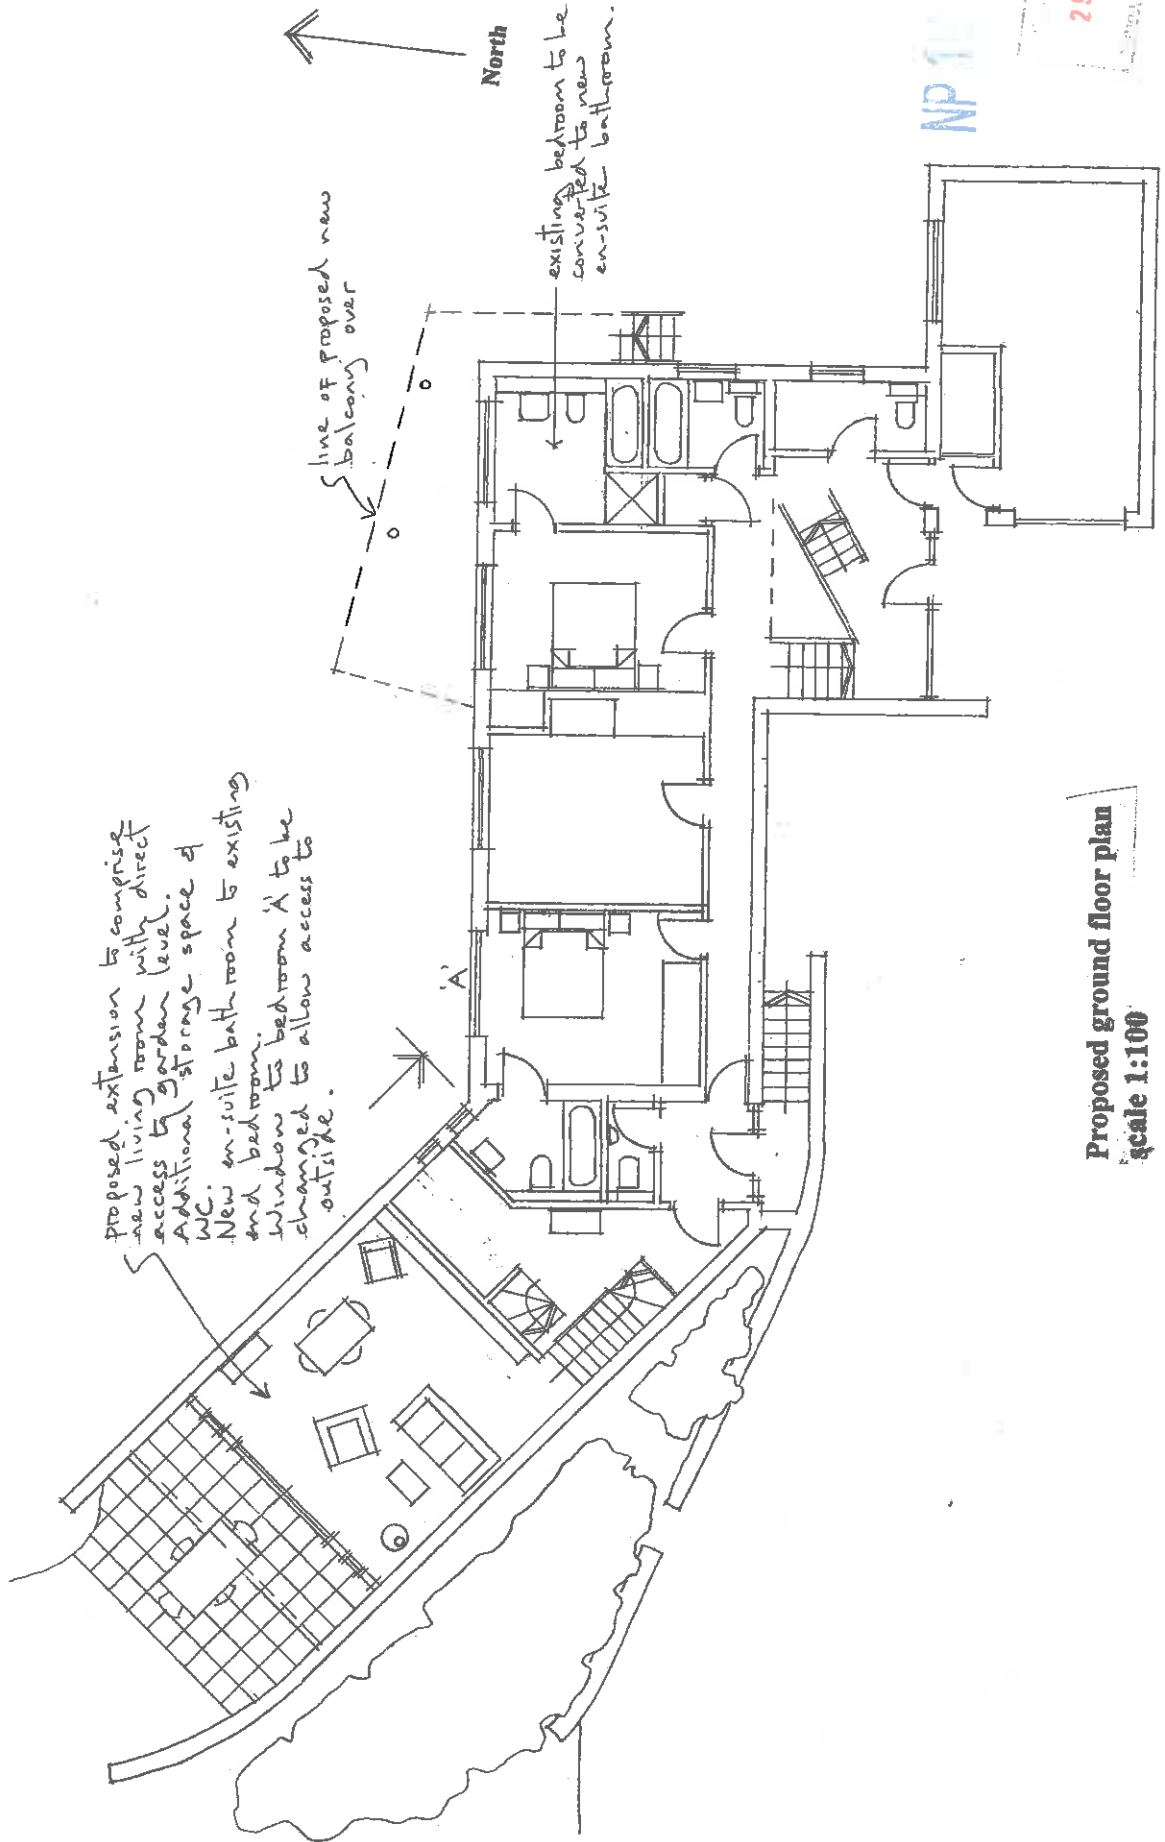 Proposed extension to comprise
new living room with direct
access to garden level.
Additional storage space &
WC.
New en-suite bathroom to existing
end bedroom.
Window to bedroom 'A' to be
changed to allow access to
outside.
line of proposed new
balcony over
North
existing bedroom to be
converted to new
en-suite bathroom.
'A'
NP
29
Proposed ground floor plan
scale 1:100